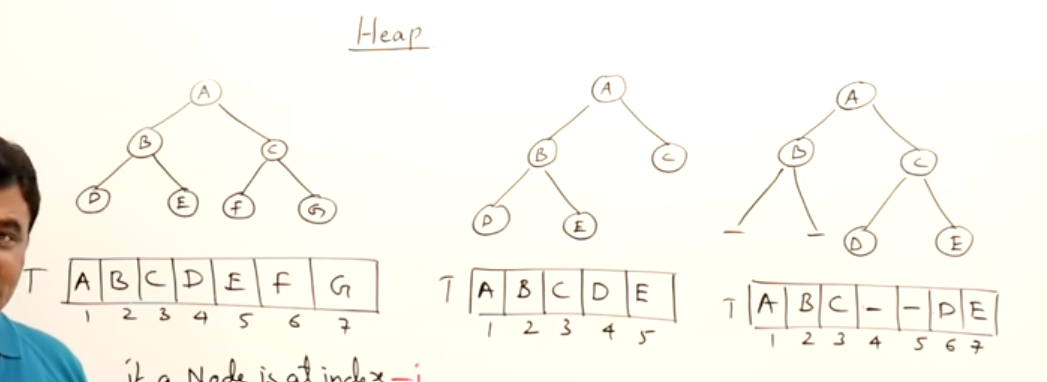 Heap
A
B C
D E F G
T A B C D E F G
1 2 3 4 5 6 7
A
B C
D E
T A B C D E
1 2 3 4 5
A
B C
D E
T A B C - - D E
1 2 3 4 5 6 7
if a Node is at index - i